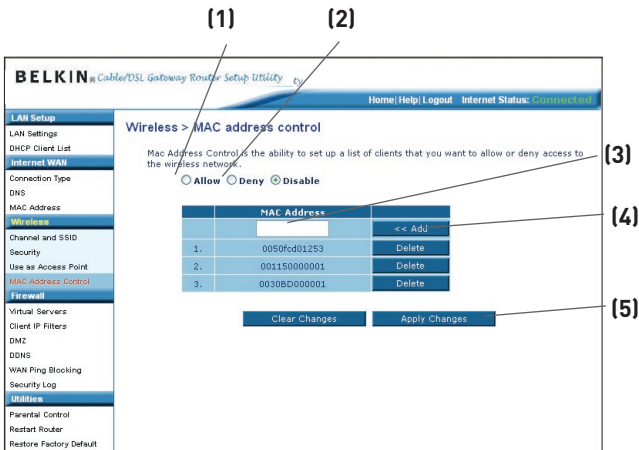 (1) (2)
BELKIN Cable/DSL Gateway Router Setup Utility ty
Home|Help|Logout Internet Status: Connected
LAN Setup
LAN Settings
DHCP Client List
Internet WAN
Connection Type
DNS
MAC Address
Wireless
Channel and SSID
Security
Use as Access Point
MAC Address Control
Firewall
Virtual Servers
Client IP Filters
DMZ
DDNS
WAN Ping Blocking
Security Log
Utilities
Parental Control
Restart Router
Restore Factory Default
Wireless > MAC address control
Mac Address Control is the ability to set up a list of clients that you want to allow or deny access to
the wireless network.
Allow Deny Disable
MAC Address
<< Add
1. 0050fcd01253 Delete
2. 001150000001 Delete
3. 0030BD000001 Delete
Clear Changes Apply Changes
(3)
(4)
(5)